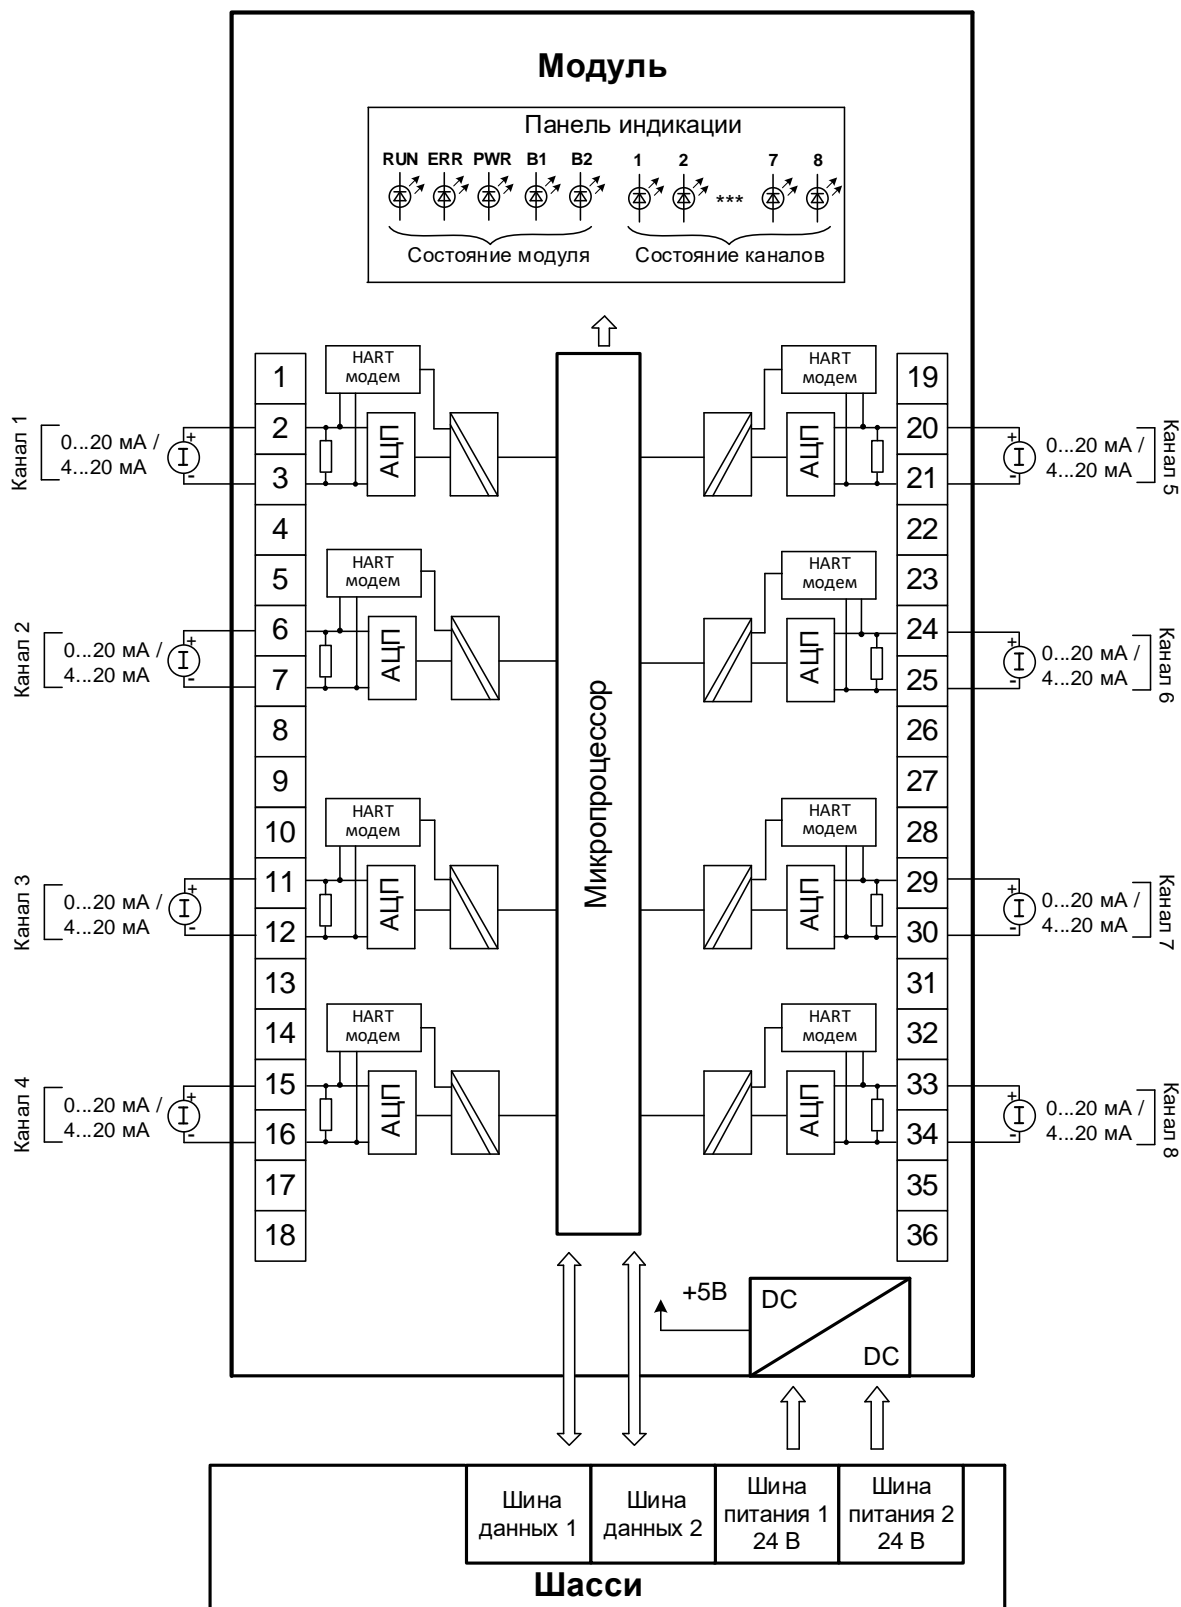 Модуль
Панель индикации
RUN ERR PWR B1 B2 1 2 *** 7 8
Состояние модуля Состояние каналов
Канал 1
0...20 мА /
4...20 мА
+
I
-
1
2
3
4
HART
модем
АЦП
Канал 2
0...20 мА /
4...20 мА
+
I
-
5
6
7
8
9
HART
модем
АЦП
Канал 3
0...20 мА /
4...20 мА
+
I
-
10
11
12
13
HART
модем
АЦП
Канал 4
0...20 мА /
4...20 мА
+
I
-
14
15
16
17
18
HART
модем
АЦП
Микропроцессор
HART
модем
АЦП
19
20
21
22
+
I
-
0...20 мА /
4...20 мА
Канал 5
HART
модем
АЦП
23
24
25
26
27
+
I
-
0...20 мА /
4...20 мА
Канал 6
HART
модем
АЦП
28
29
30
31
+
I
-
0...20 мА /
4...20 мА
Канал 7
HART
модем
АЦП
32
33
34
35
36
+
I
-
0...20 мА /
4...20 мА
Канал 8
+5В
DC
DC
Шина
данных 1
Шина
данных 2
Шина
питания 1
24 В
Шина
питания 2
24 В
Шасси